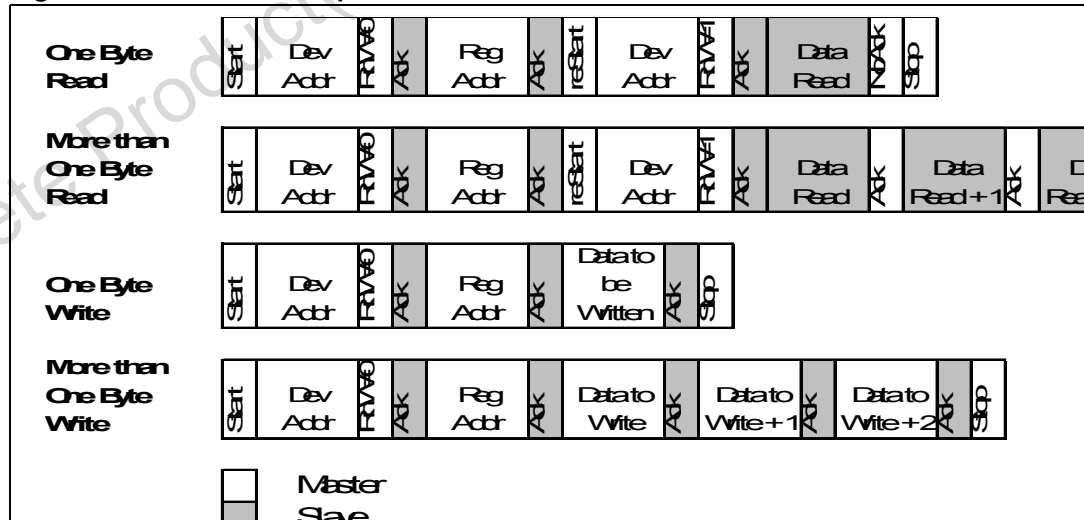 One Byte
Read
Start
Dev
Addr
R/W=0
Ack
Reg
Addr
Ack
reStart
Dev
Addr
R/W=1
Ack
Data
Read
NoAck
Stop
More than
One Byte
Read
Start
Dev
Addr
R/W=0
Ack
Reg
Addr
Ack
reStart
Dev
Addr
R/W=1
Ack
Data
Read
Ack
Data
Read + 1
Ack
One Byte
Write
Start
Dev
Addr
R/W=0
Ack
Reg
Addr
Ack
Data to
be
Written
Ack
Stop
More than
One Byte
Write
Start
Dev
Addr
R/W=0
Ack
Reg
Addr
Ack
Data to
Write
Ack
Data to
Write + 1
Ack
Data to
Write + 2
Ack
Stop
Master
Slave
ete Product(